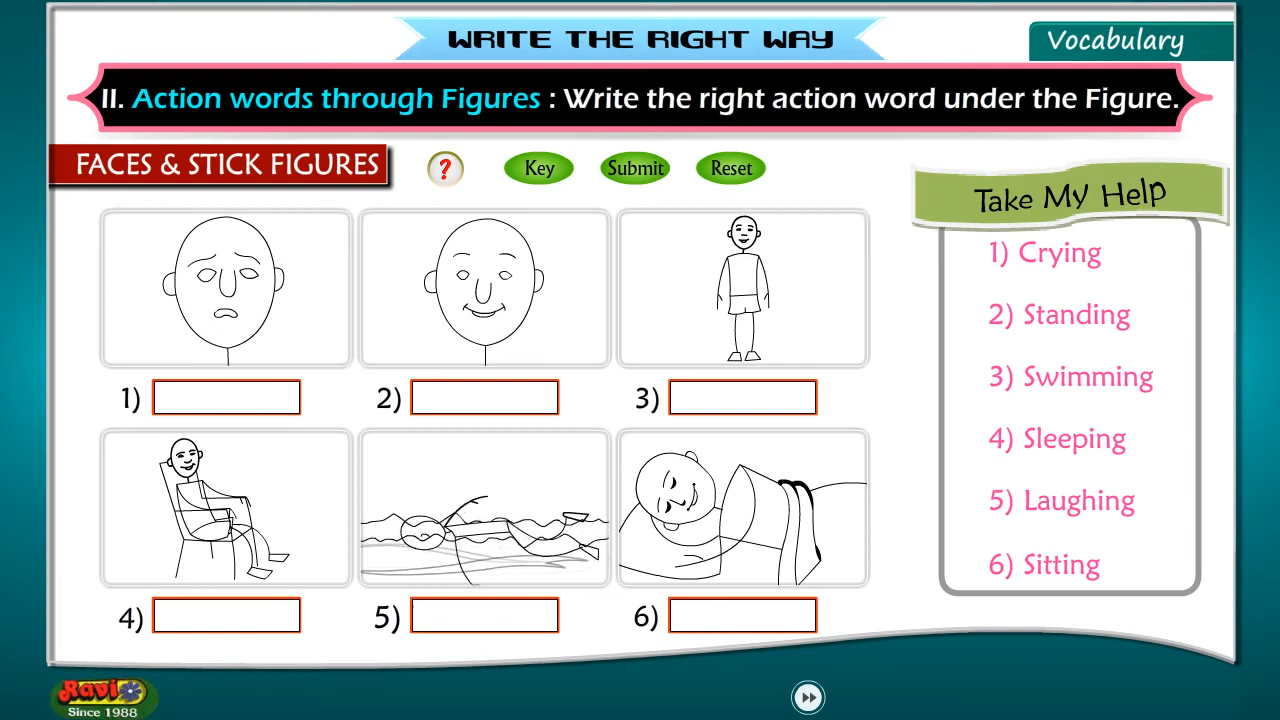 WRITE THE RIGHT WAY
Vocabulary
II. Action words through Figures : Write the right action word under the Figure.
FACES & STICK FIGURES
?
Key
Submit
Reset
Take My Help
1) Crying
2) Standing
3) Swimming
4) Sleeping
5) Laughing
6) Sitting
1)
2)
3)
4)
5)
6)
Ravi
Since 1988